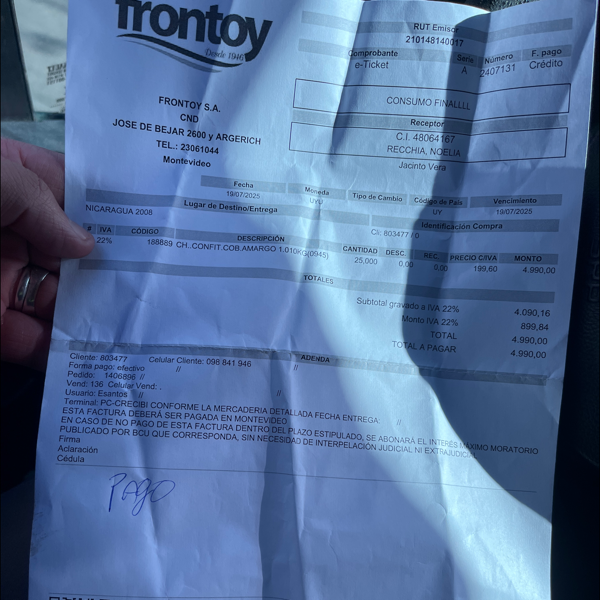 frontoy
Desde 1946
FRONTOY S.A.
CND
JOSE DE BEJAR 2600 y ARGERICH
TEL.: 23061044
Montevideo
RUT Emisor
210148140017
Comprobante Serie Número F. pago
e-Ticket A 2407131 Crédito
CONSUMO FINALLLL
Receptor
C.I. 48064167
RECCHIA, NOELIA
Jacinto Vera
Fecha Moneda Tipo de Cambio Código de País Vencimiento
19/07/2025 UYU UY 19/07/2025
Lugar de Destino/Entrega Identificación Compra
NICARAGUA 2008 Cli: 803477 / 0
# IVA CÓDIGO DESCRIPCIÓN CANTIDAD DESC. REC. PRECIO C/IVA MONTO
22% 188889 CH..CONFIT.COB.AMARGO 1.010KG(0945) 25,000 0,00 0,00 199,60 4.990,00
TOTALES
Subtotal gravado a IVA 22% 4.090,16
Monto IVA 22% 899,84
TOTAL 4.990,00
TOTAL A PAGAR 4.990,00
ADENDA
Cliente: 803477 Celular Cliente: 098 841 946 //
Forma pago: efectivo //
Pedido: 1406896 //
Vend: 136 Celular Vend: .
Usuario: Esantos // //
Terminal: PC-CRECIBI CONFORME LA MERCADERIA DETALLADA FECHA ENTREGA: //
ESTA FACTURA DEBERÁ SER PAGADA EN MONTEVIDEO
EN CASO DE NO PAGO DE ESTA FACTURA DENTRO DEL PLAZO ESTIPULADO, SE ABONARÁ EL INTERÉS MÁXIMO MORATORIO
PUBLICADO POR BCU QUE CORRESPONDA, SIN NECESIDAD DE INTERPELACIÓN JUDICIAL NI EXTRAJUDICIAL
Firma
Aclaración
Cédula
PAGO